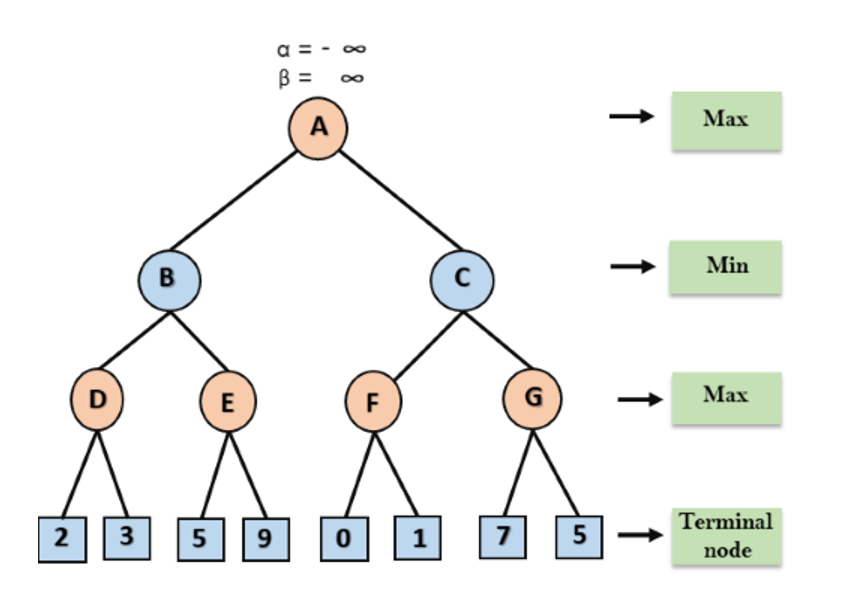 α = - ∞
β = ∞
A
Max
B
C
Min
D
E
F
G
Max
2
3
5
9
0
1
7
5
Terminal
node